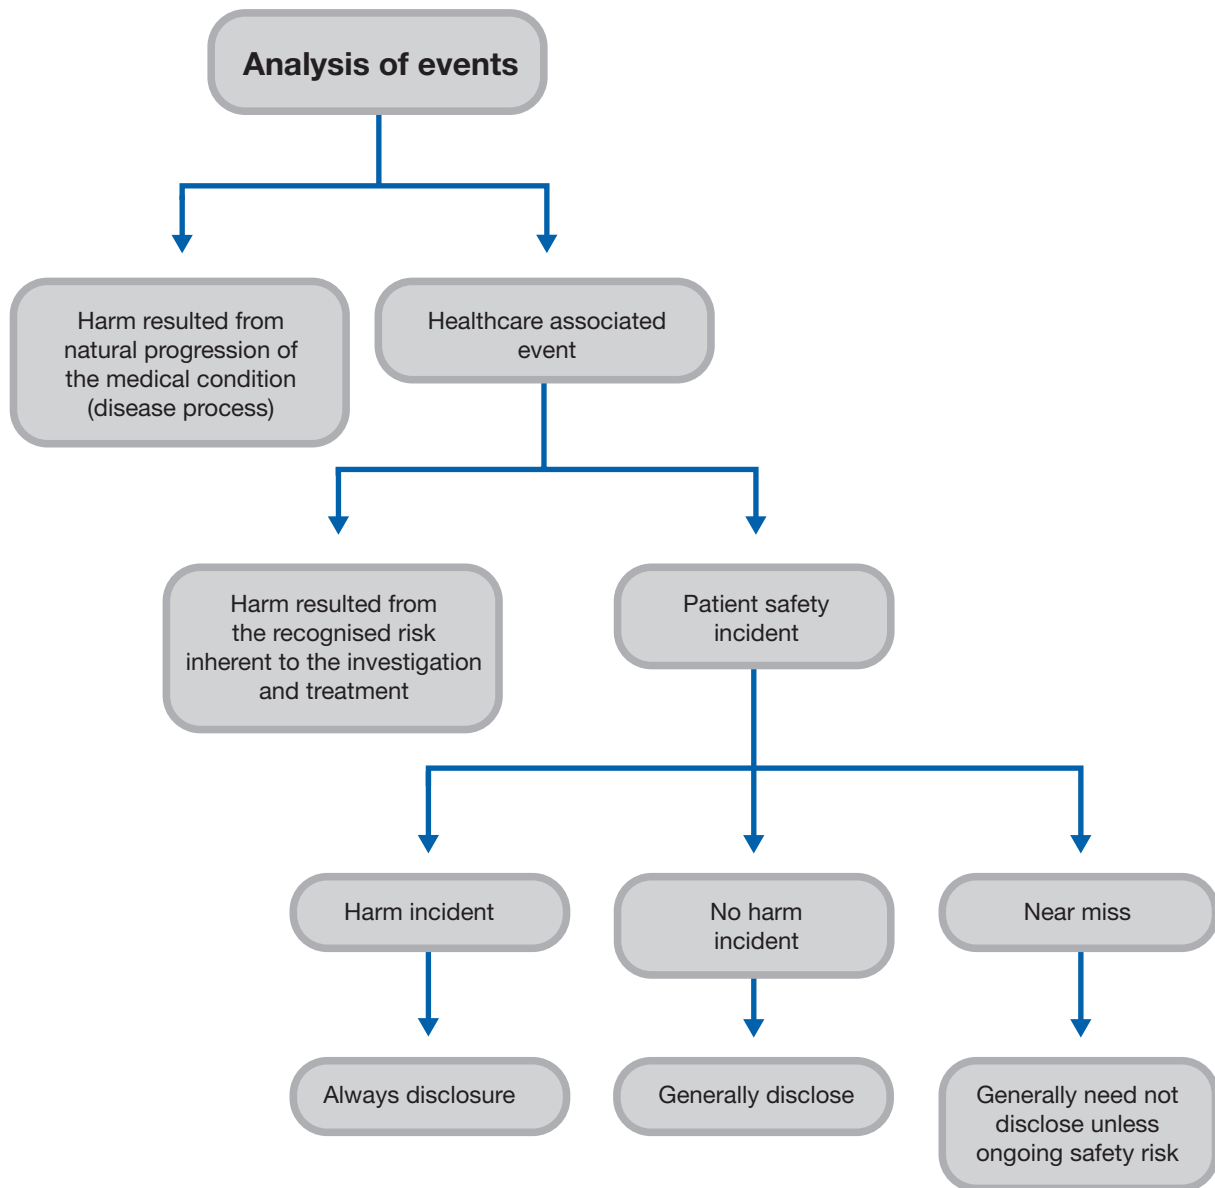 Analysis of events
Harm resulted from
natural progression of
the medical condition
(disease process)
Healthcare associated
event
Harm resulted from
the recognised risk
inherent to the investigation
and treatment
Patient safety
incident
Harm incident
No harm
incident
Near miss
Always disclosure
Generally disclose
Generally need not
disclose unless
ongoing safety risk